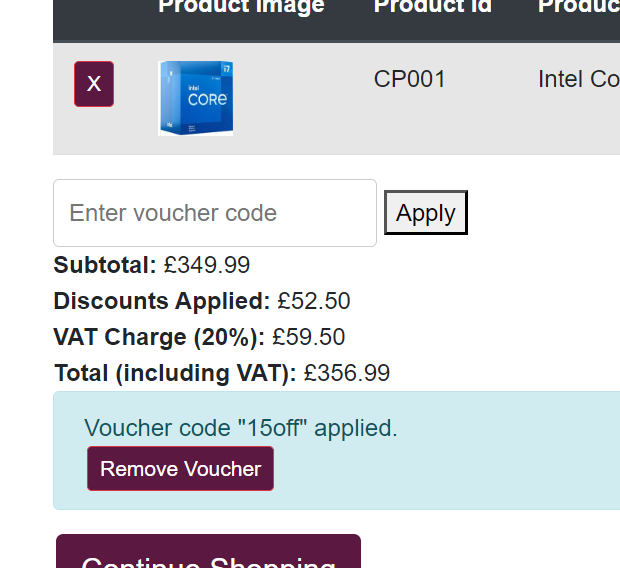 Product Image Product Id Produc
X
i7
intel
CORE
CP001
Intel Co
Enter voucher code
Apply
Subtotal: £349.99
Discounts Applied: £52.50
VAT Charge (20%): £59.50
Total (including VAT): £356.99
Voucher code "15off" applied.
Remove Voucher
Continue Shopping